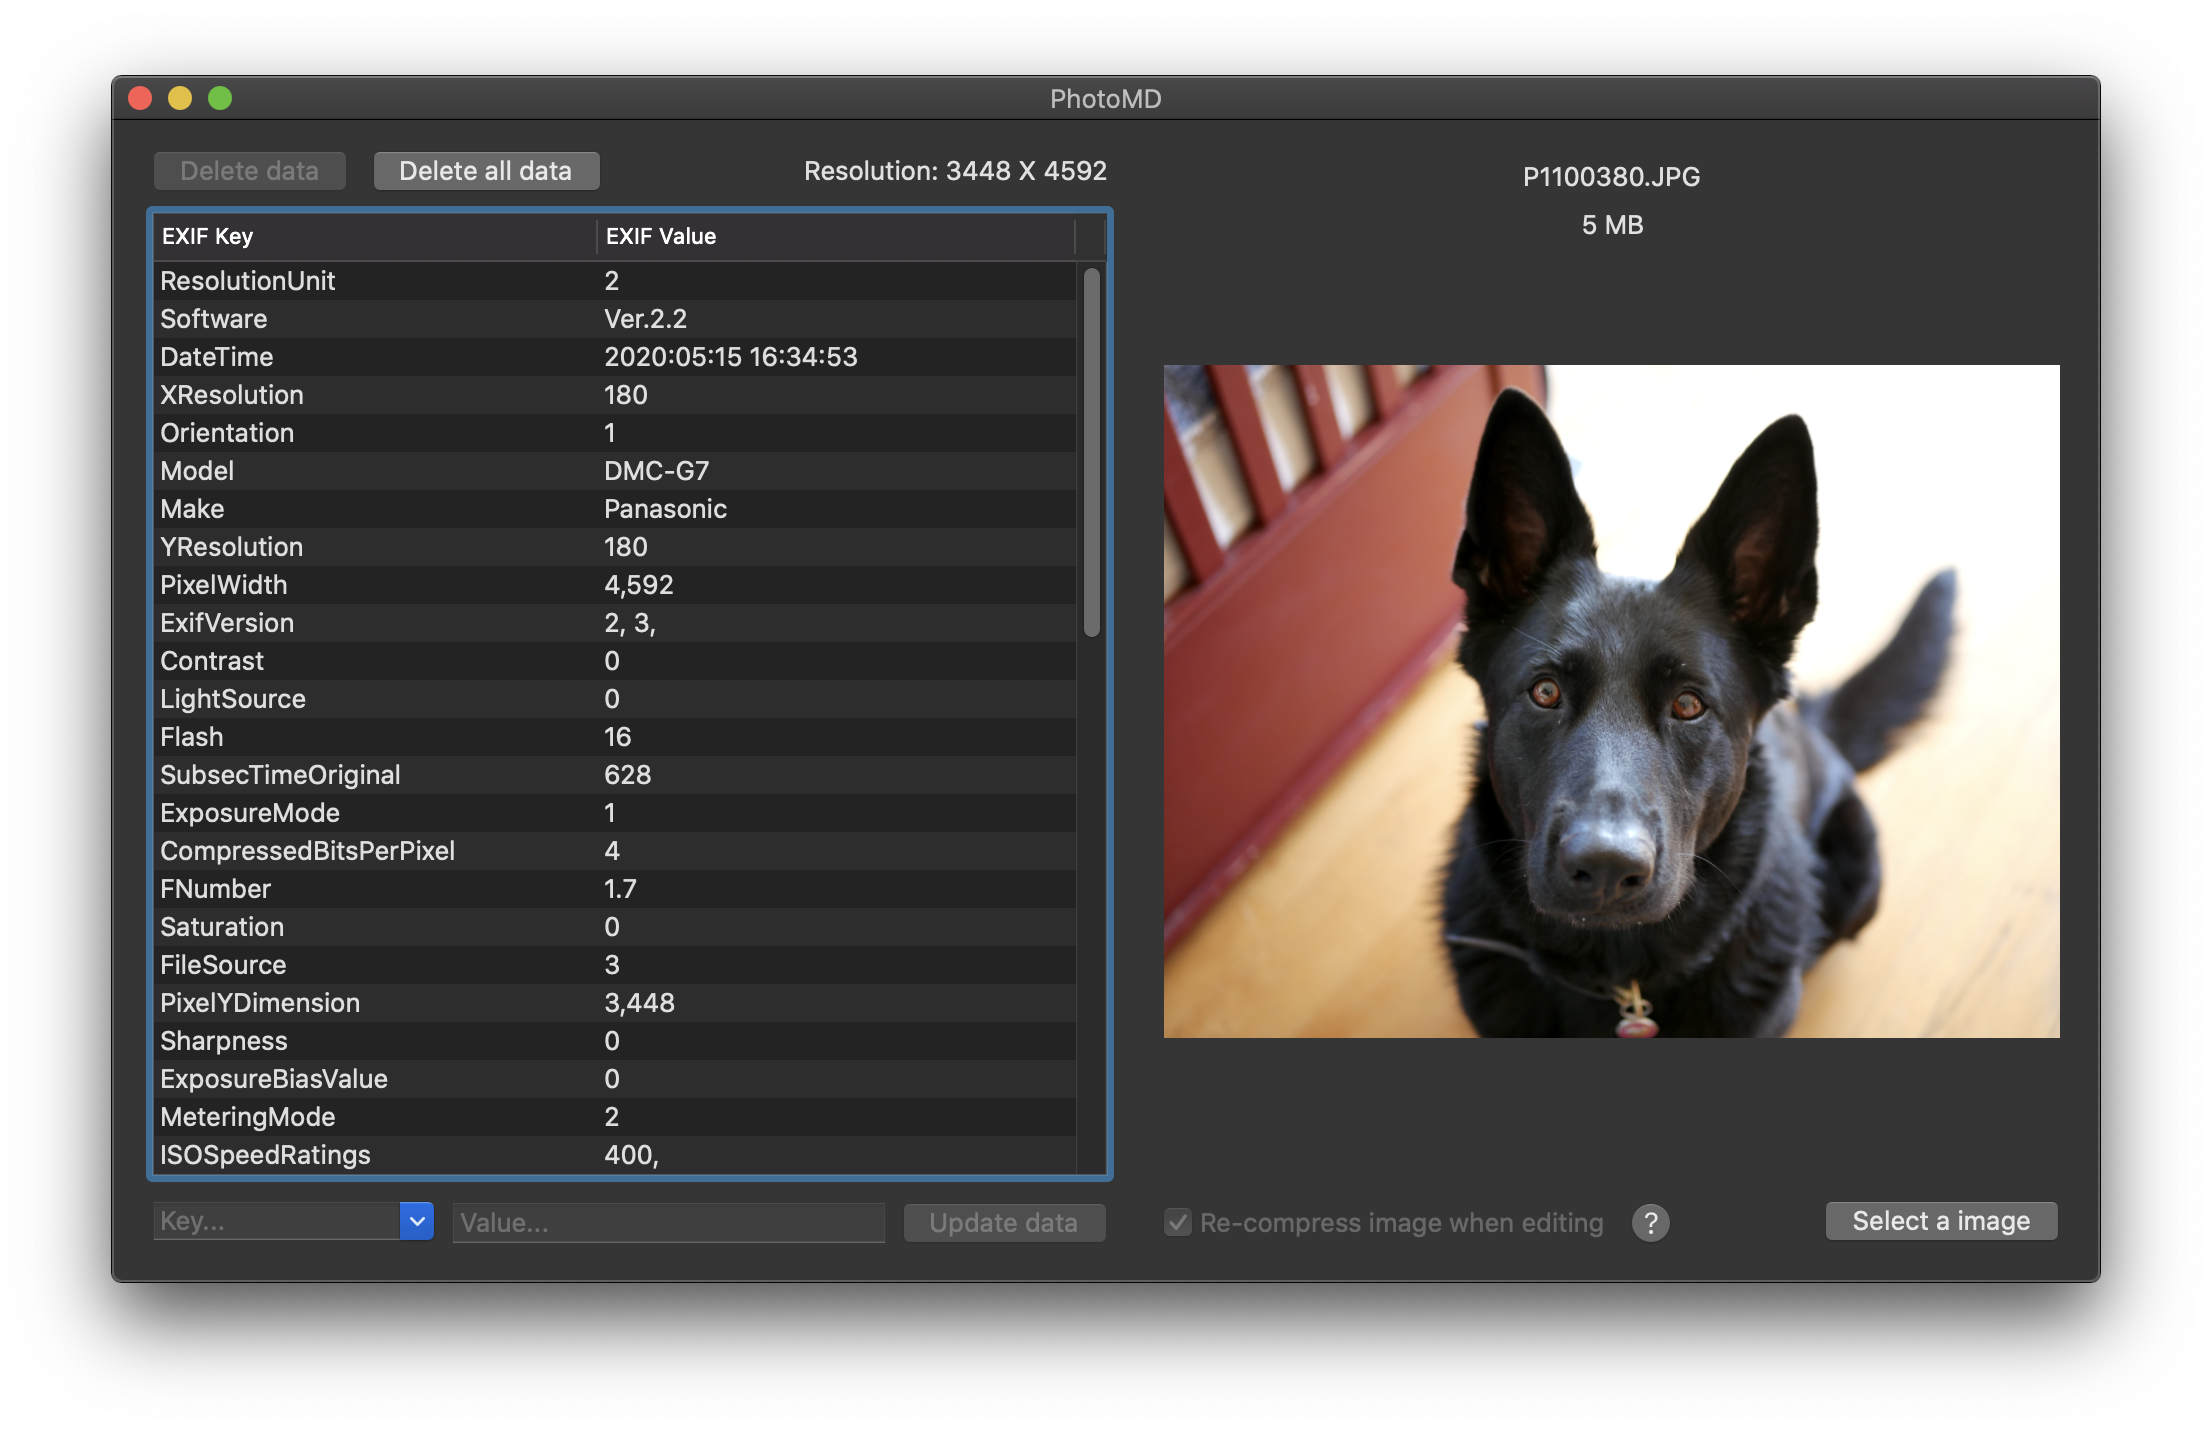 PhotoMD
Delete data
Delete all data
Resolution: 3448 X 4592
P1100380.JPG
5 MB
EXIF Key EXIF Value
ResolutionUnit 2
Software Ver.2.2
DateTime 2020:05:15 16:34:53
XResolution 180
Orientation 1
Model DMC-G7
Make Panasonic
YResolution 180
PixelWidth 4,592
ExifVersion 2, 3,
Contrast 0
LightSource 0
Flash 16
SubsecTimeOriginal 628
ExposureMode 1
CompressedBitsPerPixel 4
FNumber 1.7
Saturation 0
FileSource 3
PixelYDimension 3,448
Sharpness 0
ExposureBiasValue 0
MeteringMode 2
ISOSpeedRatings 400,
Key...
Value...
Update data
Re-compress image when editing
?
Select a image